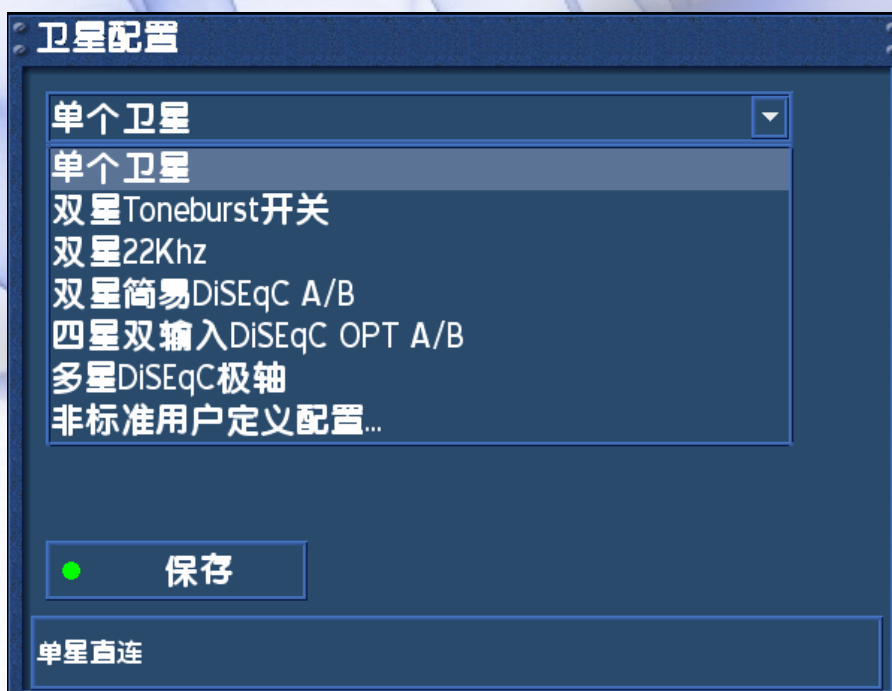 卫星配置
单个卫星
单个卫星
双星Toneburst开关
双星22Khz
双星简易DiSEqC A/B
四星双输入DiSEqC OPT A/B
多星DiSEqC极轴
非标准用户定义配置...
保存
单星直连